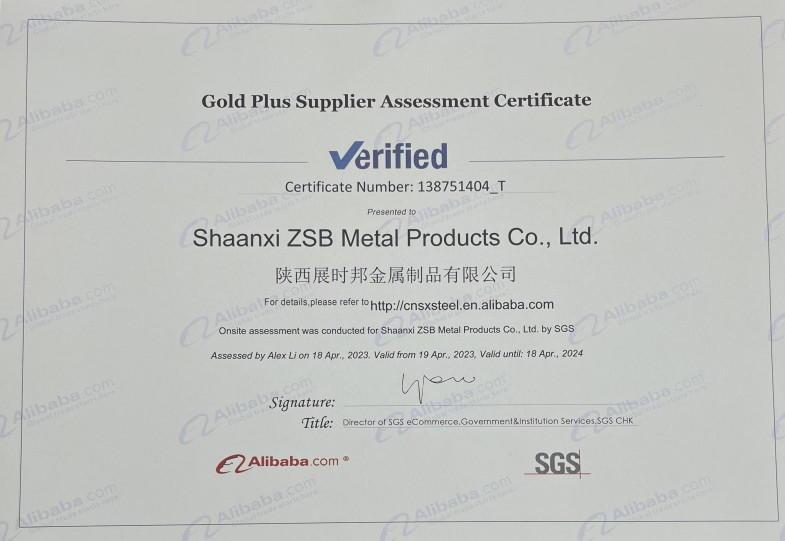 Gold Plus Supplier Assessment Certificate
Verified
Certificate Number: 138751404_T
Presented to
Shaanxi ZSB Metal Products Co., Ltd.
陕西展时邦金属制品有限公司
For details,please refer to http://cnsxsteel.en.alibaba.com
Onsite assessment was conducted for Shaanxi ZSB Metal Products Co., Ltd. by SGS
Assessed by Alex Li on 18 Apr., 2023. Valid from 19 Apr., 2023, Valid until: 18 Apr., 2024
Signature:
Title: Director of SGS eCommerce,Government&Institution Services,SGS CHK
Alibaba.com ®
SGS